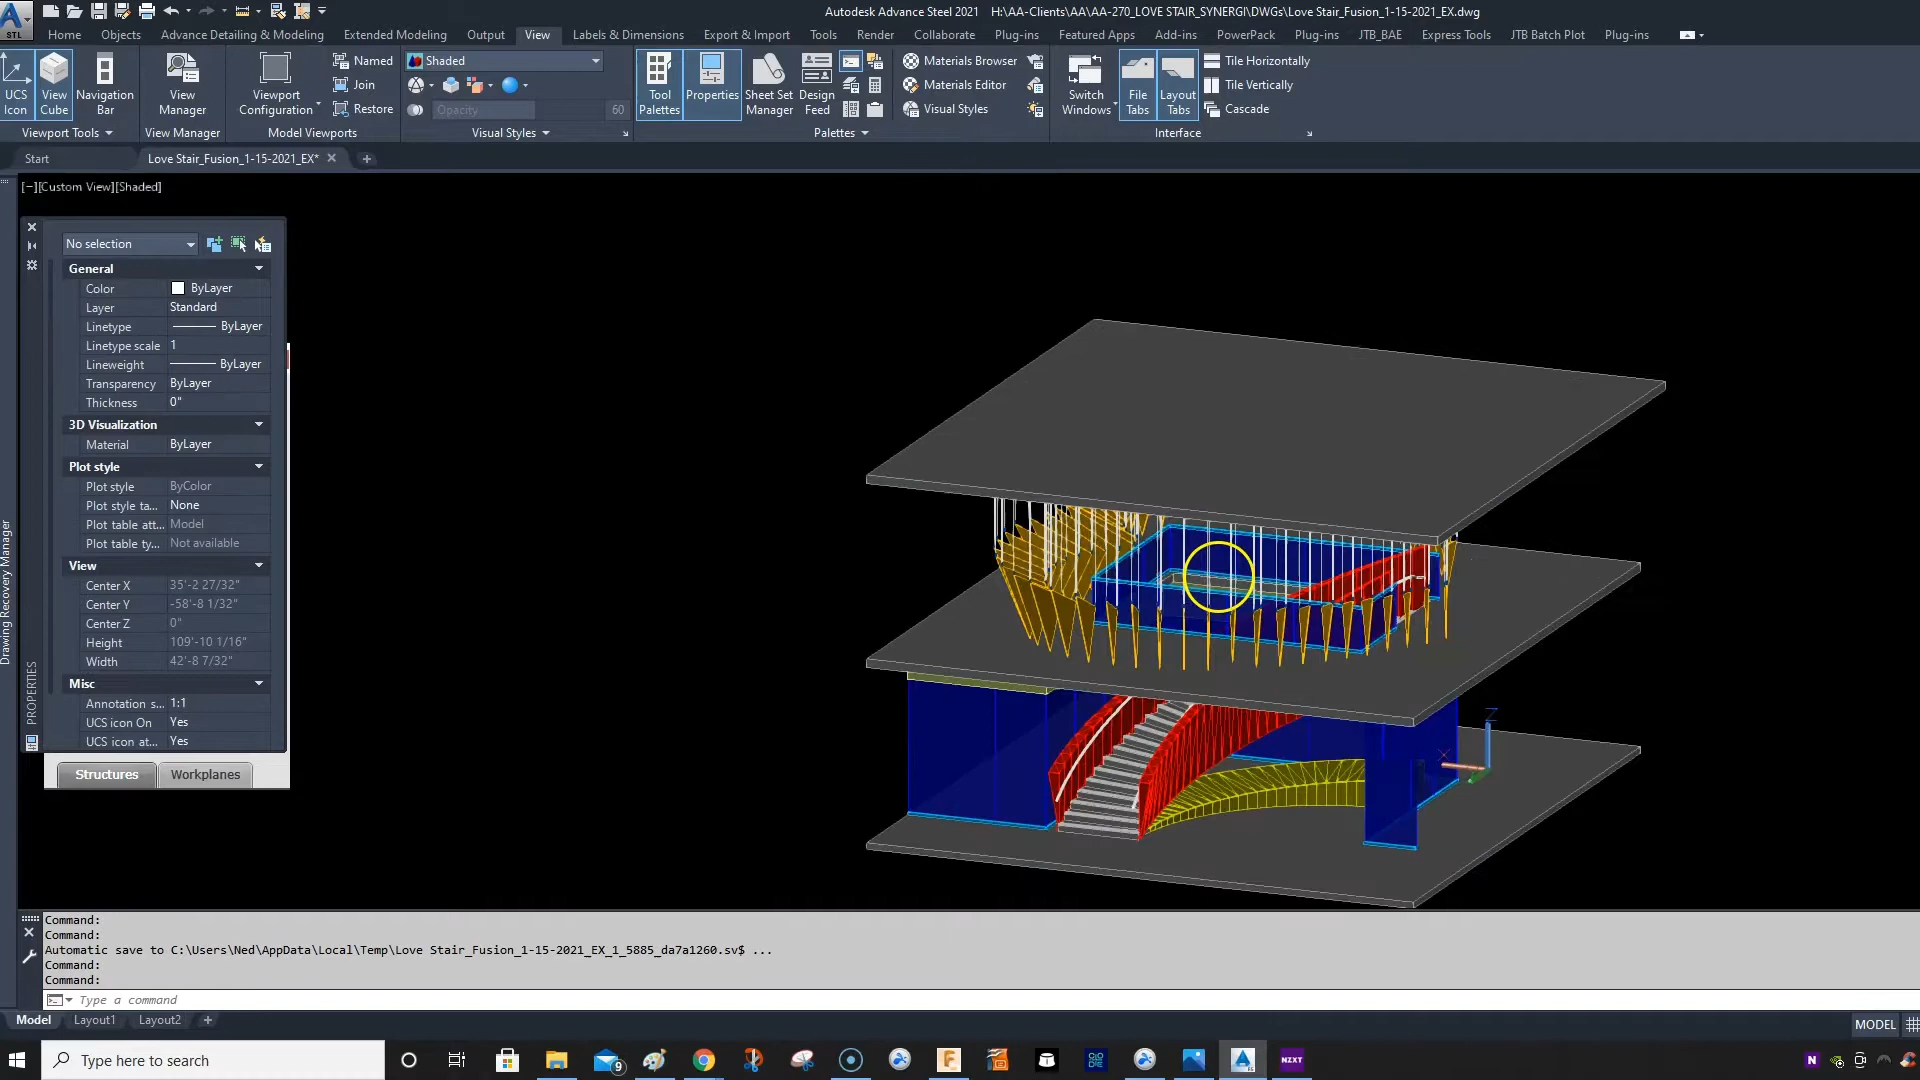 Autodesk Advance Steel 2021 H:\AA-Clients\AA\AA-270_LOVE STAIR_SYNERGI\DWGs\Love Stair_Fusion_1-15-2021_EX.dwg
STL
Home Objects Advance Detailing & Modeling Extended Modeling Output View Labels & Dimensions Export & Import Tools Render Collaborate Plug-ins Featured Apps Add-ins PowerPack Plug-ins JTB_BAE Express Tools JTB Batch Plot Plug-ins
UCS Icon
View Cube
Navigation Bar
View Manager
Viewport Configuration
Named
Join
Restore
Shaded
Opacity 60
Tool Palettes
Properties
Sheet Set Manager
Design Feed
Materials Browser
Materials Editor
Visual Styles
Switch Windows
File Tabs
Layout Tabs
Tile Horizontally
Tile Vertically
Cascade
Viewport Tools View Manager Model Viewports Visual Styles Palettes Interface
Start Love Stair_Fusion_1-15-2021_EX*
[−][Custom View][Shaded]
No selection
General
Color ByLayer
Layer Standard
Linetype ByLayer
Linetype scale 1
Lineweight ByLayer
Transparency ByLayer
Thickness 0"
3D Visualization
Material ByLayer
Plot style
Plot style ByColor
Plot style ta... None
Plot table att... Model
Plot table ty... Not available
View
Center X 35'-2 27/32"
Center Y -58'-8 1/32"
Center Z 0"
Height 109'-10 1/16"
Width 42'-8 7/32"
Misc
Annotation s... 1:1
UCS icon On Yes
UCS icon at... Yes
PROPERTIES
Drawing Recovery Manager
Structures Workplanes
Z
X
Command:
Command:
Automatic save to C:\Users\Ned\AppData\Local\Temp\Love Stair_Fusion_1-15-2021_EX_1_5885_da7a1260.sv$ ...
Command:
Command:
Type a command
Model Layout1 Layout2 +
MODEL
Type here to search
9
NZXT
N